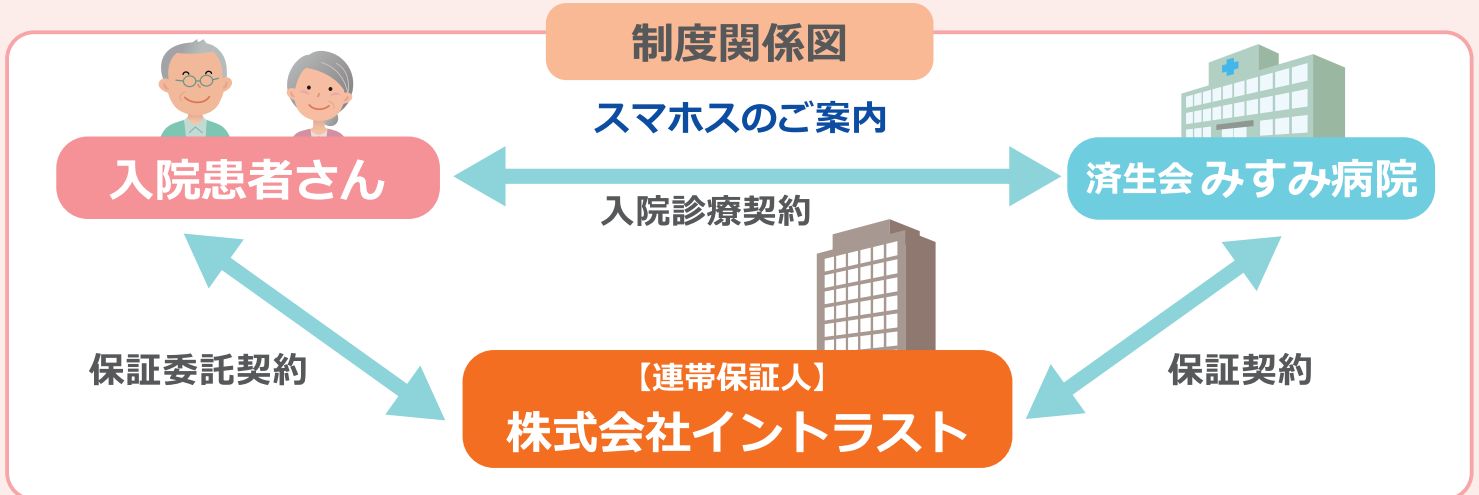 制度関係図
スマホスのご案内
入院患者さん
済生会 みすみ病院
入院診療契約
保証委託契約
保証契約
【連帯保証人】
株式会社イントラスト